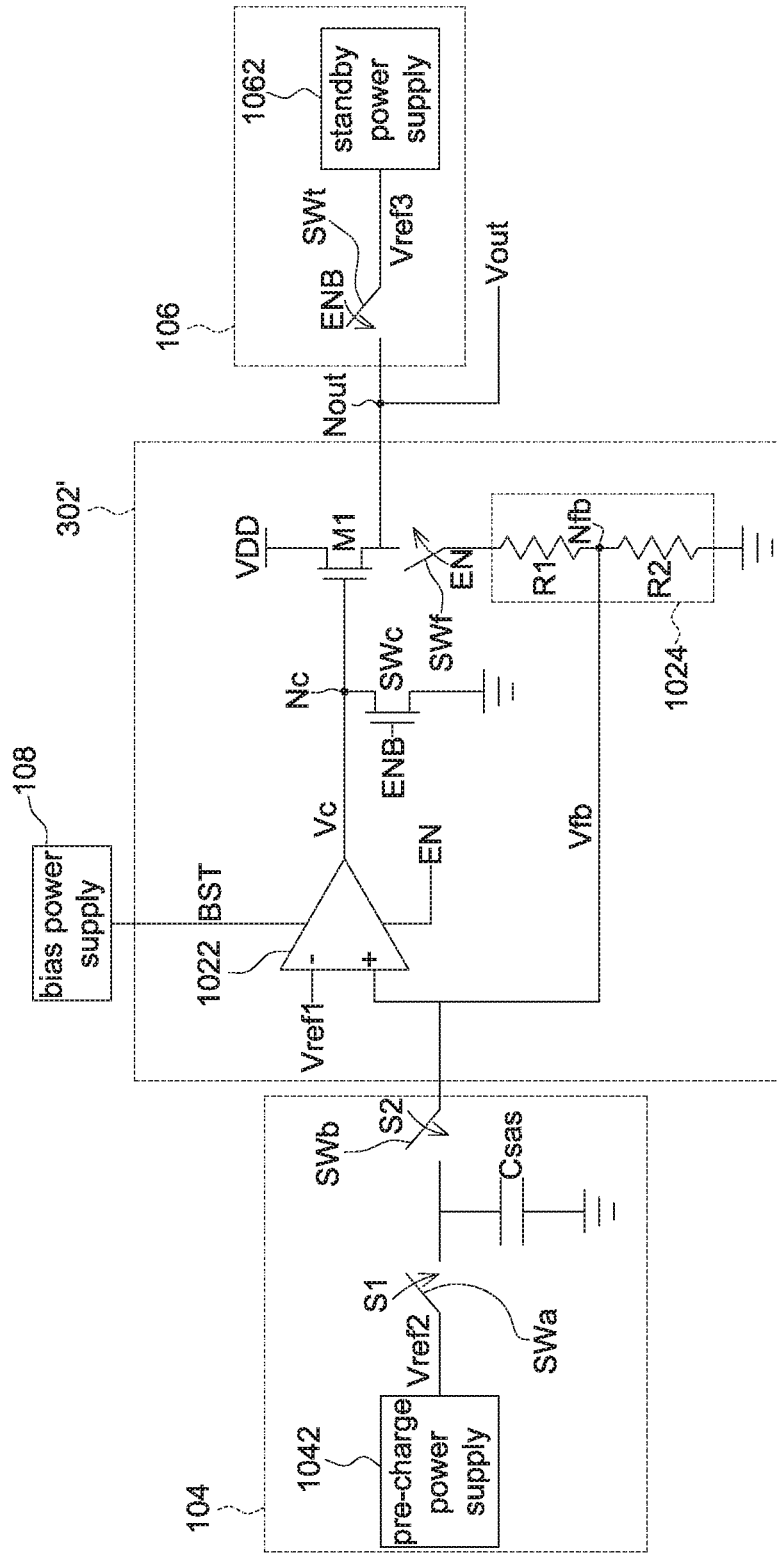 104
1042
pre-charge
power
supply
Vref2
S1
SWa
SWb
S2
Csas
302'
108
bias power
supply
BST
1022
Vref1
-
+
EN
Vc
Nc
ENB
SWc
VDD
M1
SWf
EN
R1
Nfb
R2
1024
Vfb
Nout
Vout
106
ENB
SWt
Vref3
1062
standby
power
supply